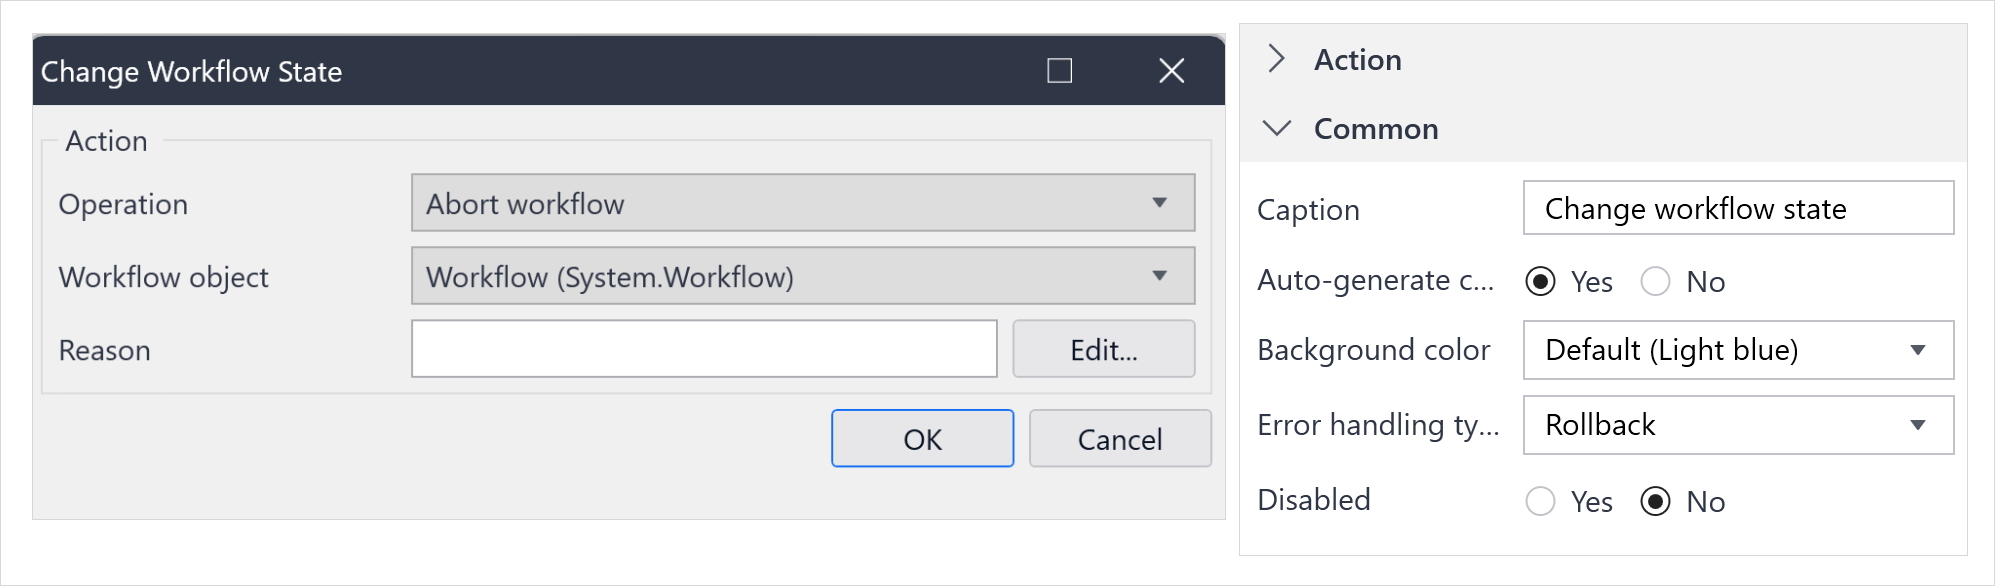 Change Workflow State
Action
Operation
Abort workflow
Workflow object
Workflow (System.Workflow)
Reason
Edit...
OK
Cancel
Action
Common
Caption
Change workflow state
Auto-generate c...
Yes
No
Background color
Default (Light blue)
Error handling ty...
Rollback
Disabled
Yes
No